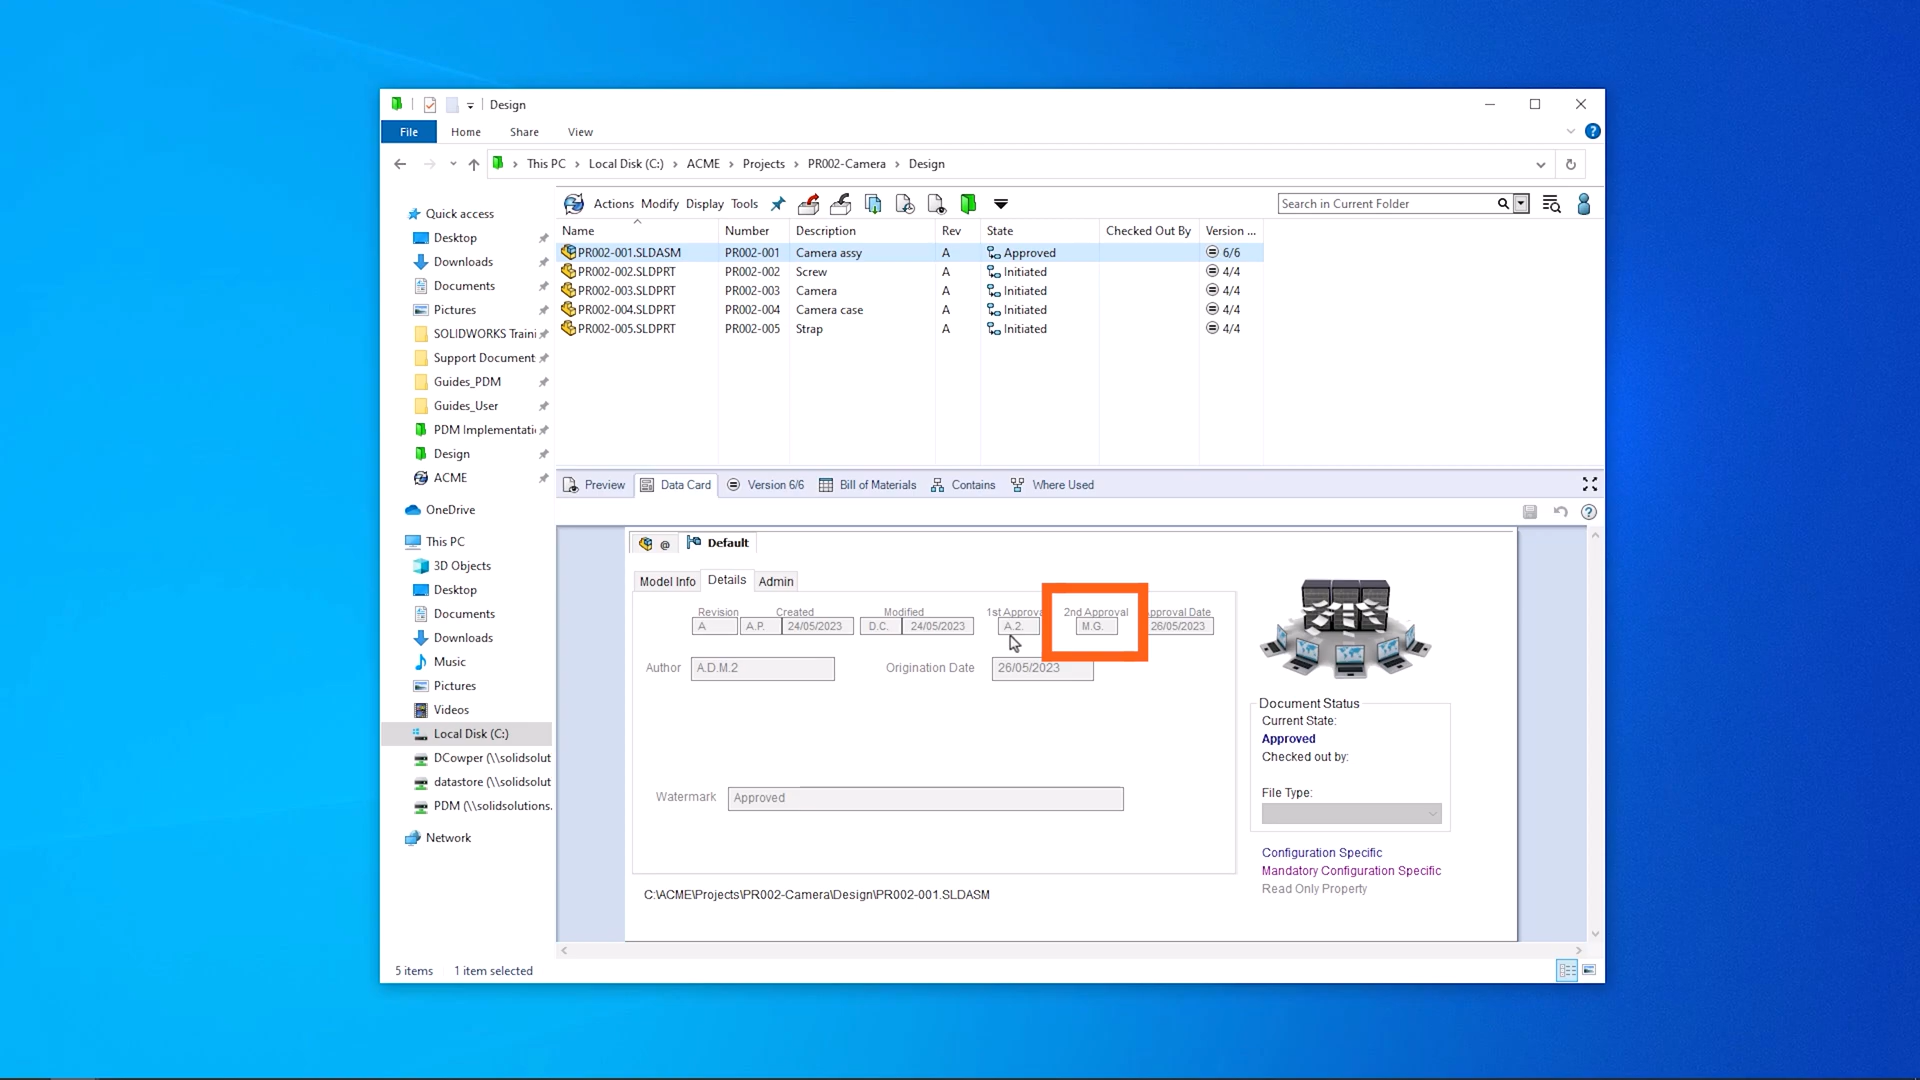 Design
File Home Share View
This PC Local Disk (C:) ACME Projects PR002-Camera Design
Actions Modify Display Tools
Search in Current Folder
Name Number Description Rev State Checked Out By Version ...
PR002-001.SLDASM PR002-001 Camera assy A Approved 6/6
PR002-002.SLDPRT PR002-002 Screw A Initiated 4/4
PR002-003.SLDPRT PR002-003 Camera A Initiated 4/4
PR002-004.SLDPRT PR002-004 Camera case A Initiated 4/4
PR002-005.SLDPRT PR002-005 Strap A Initiated 4/4
Quick access
Desktop
Downloads
Documents
Pictures
SOLIDWORKS Traini
Support Document
Guides_PDM
Guides_User
PDM Implementati
Design
ACME
OneDrive
This PC
3D Objects
Desktop
Documents
Downloads
Music
Pictures
Videos
Local Disk (C:)
DCowper (\\solidsolut
datastore (\\solidsolut
PDM (\\solidsolutions.
Network
Preview Data Card Version 6/6 Bill of Materials Contains Where Used
@ Default
Model Info Details Admin
Revision Created Modified 1st Approva 2nd Approval pproval Date
A A.P. 24/05/2023 D.C. 24/05/2023 A.2. M.G. 26/05/2023
Author A.D.M.2 Origination Date 26/05/2023
Watermark Approved
C:\ACME\Projects\PR002-Camera\Design\PR002-001.SLDASM
Document Status
Current State:
Approved
Checked out by:
File Type:
Configuration Specific
Mandatory Configuration Specific
Read Only Property
5 items 1 item selected